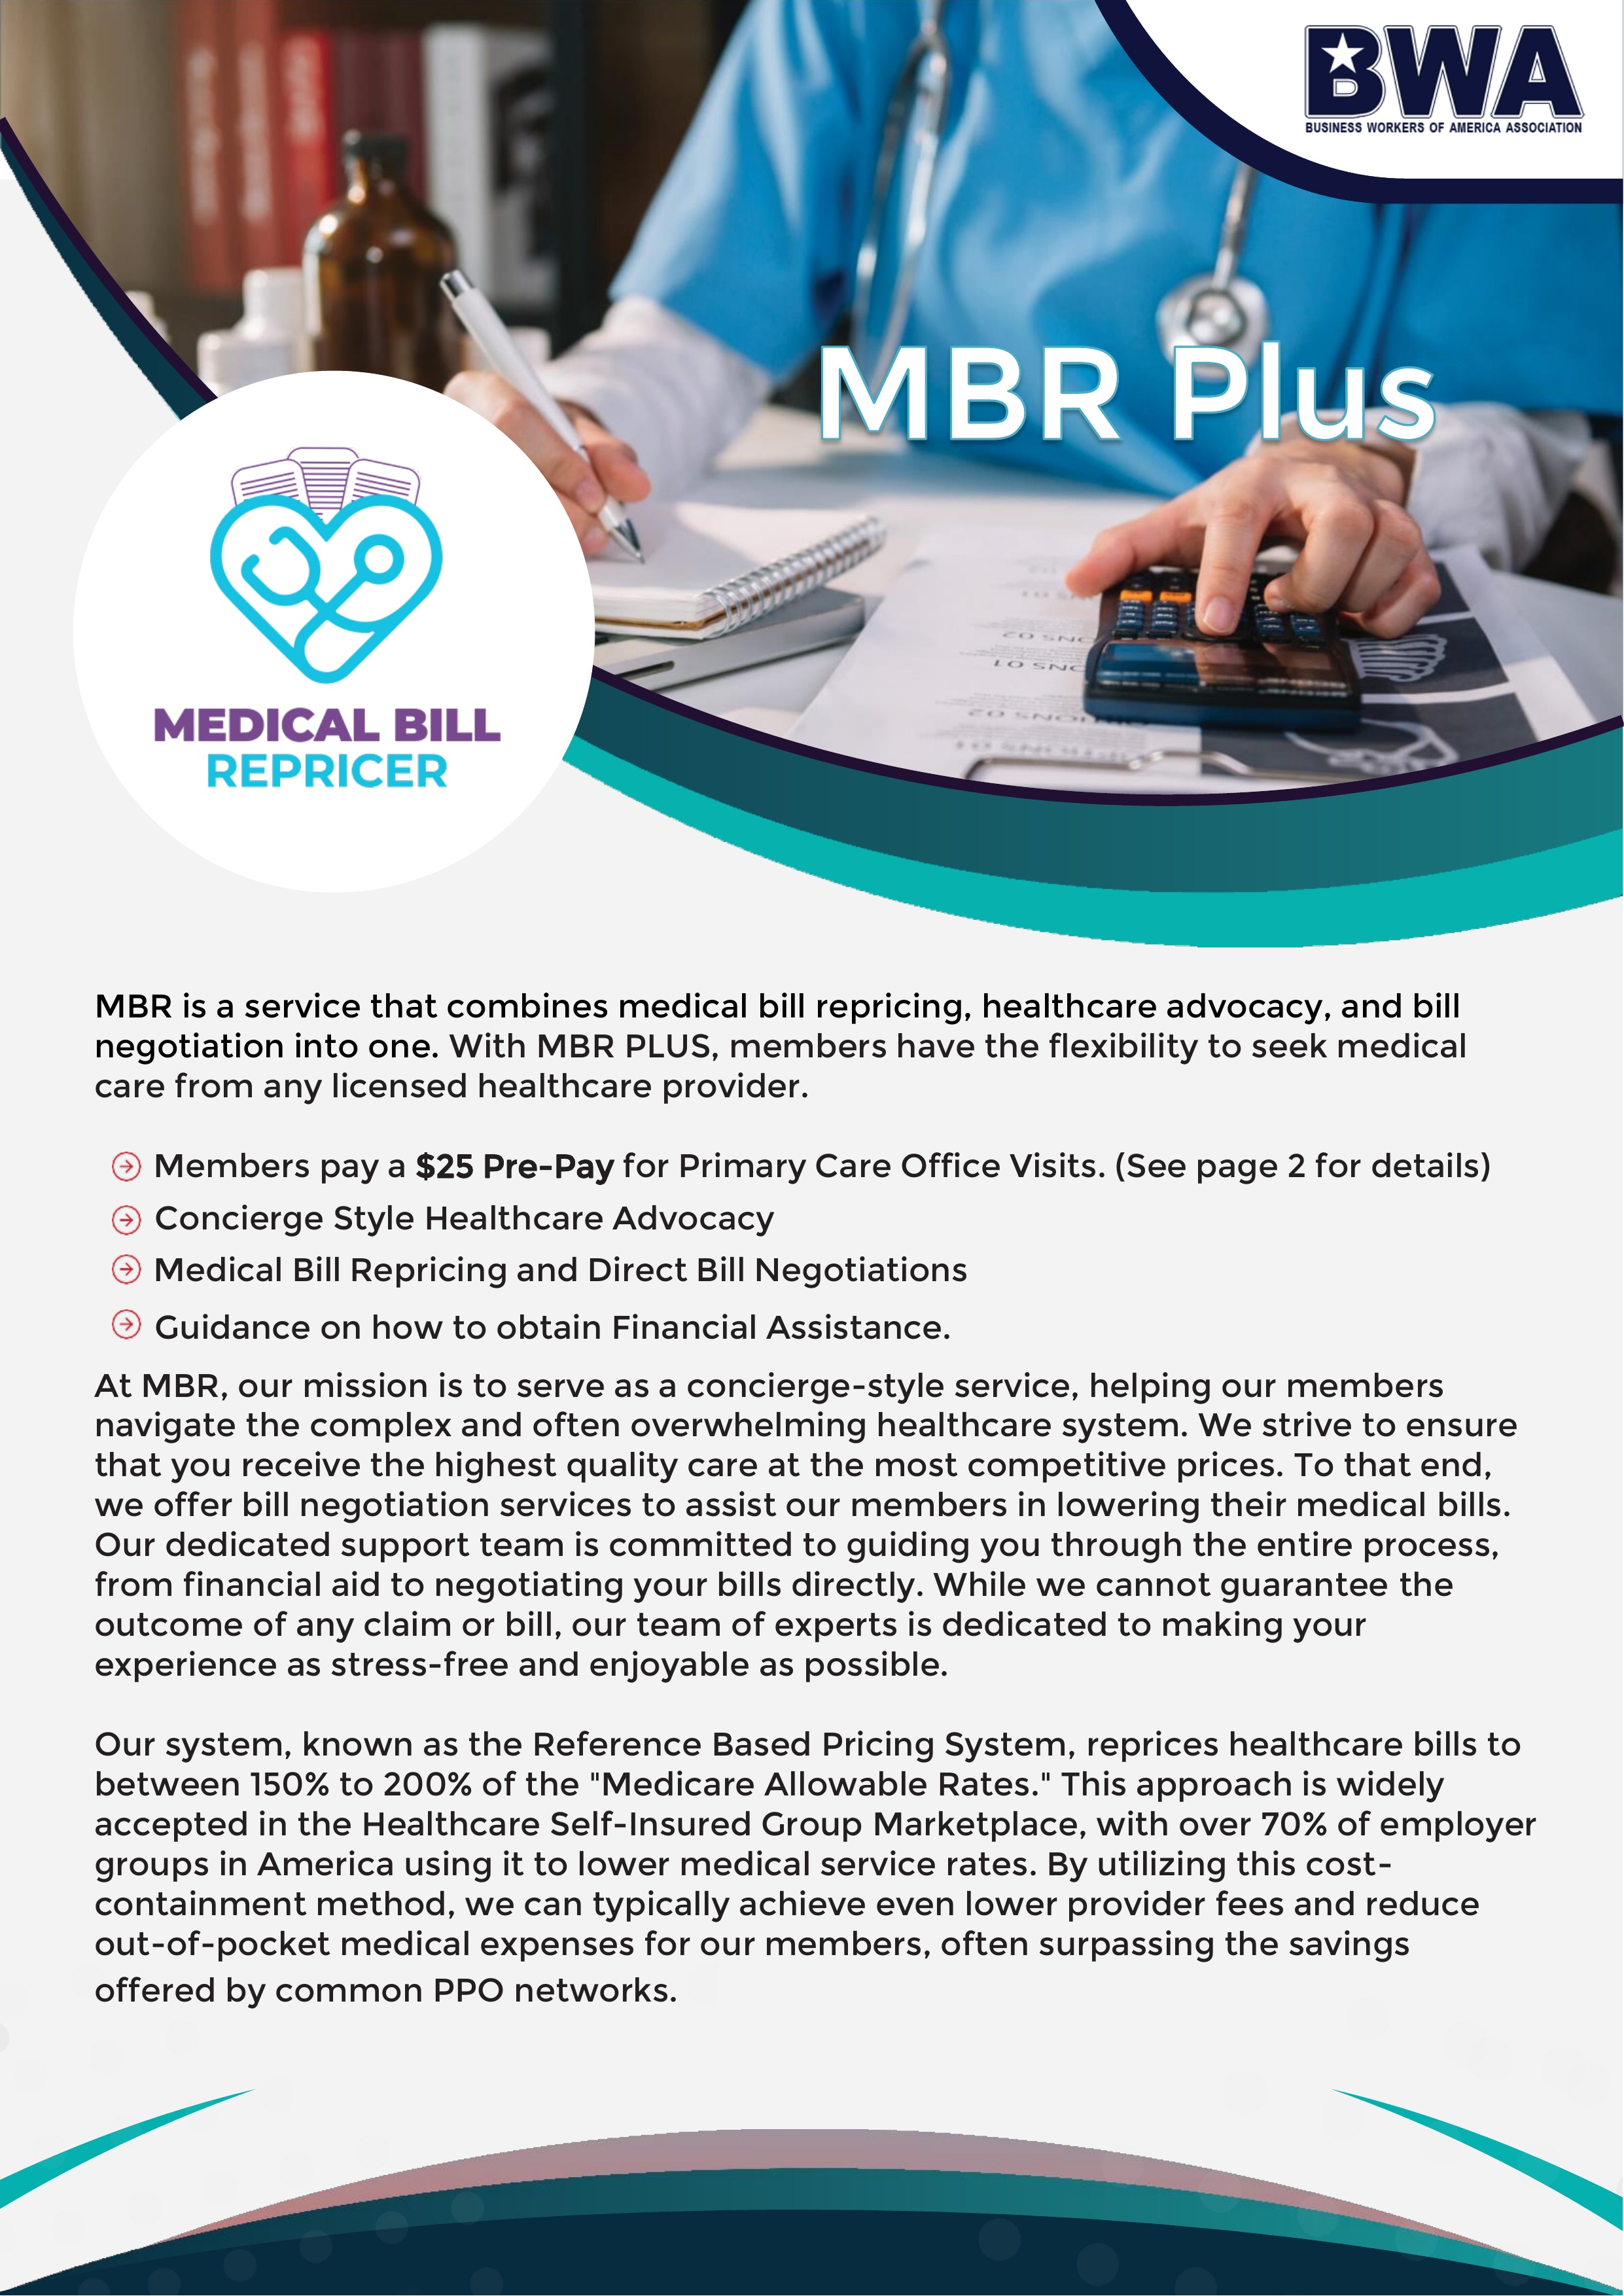 BWA
BUSINESS WORKERS OF AMERICA ASSOCIATION
MBR Plus
MEDICAL BILL
REPRICER
MBR is a service that combines medical bill repricing, healthcare advocacy, and bill
negotiation into one. With MBR PLUS, members have the flexibility to seek medical
care from any licensed healthcare provider.
Members pay a $25 Pre-Pay for Primary Care Office Visits. (See page 2 for details)
Concierge Style Healthcare Advocacy
Medical Bill Repricing and Direct Bill Negotiations
Guidance on how to obtain Financial Assistance.
At MBR, our mission is to serve as a concierge-style service, helping our members
navigate the complex and often overwhelming healthcare system. We strive to ensure
that you receive the highest quality care at the most competitive prices. To that end,
we offer bill negotiation services to assist our members in lowering their medical bills.
Our dedicated support team is committed to guiding you through the entire process,
from financial aid to negotiating your bills directly. While we cannot guarantee the
outcome of any claim or bill, our team of experts is dedicated to making your
experience as stress-free and enjoyable as possible.
Our system, known as the Reference Based Pricing System, reprices healthcare bills to
between 150% to 200% of the "Medicare Allowable Rates." This approach is widely
accepted in the Healthcare Self-Insured Group Marketplace, with over 70% of employer
groups in America using it to lower medical service rates. By utilizing this cost-
containment method, we can typically achieve even lower provider fees and reduce
out-of-pocket medical expenses for our members, often surpassing the savings
offered by common PPO networks.